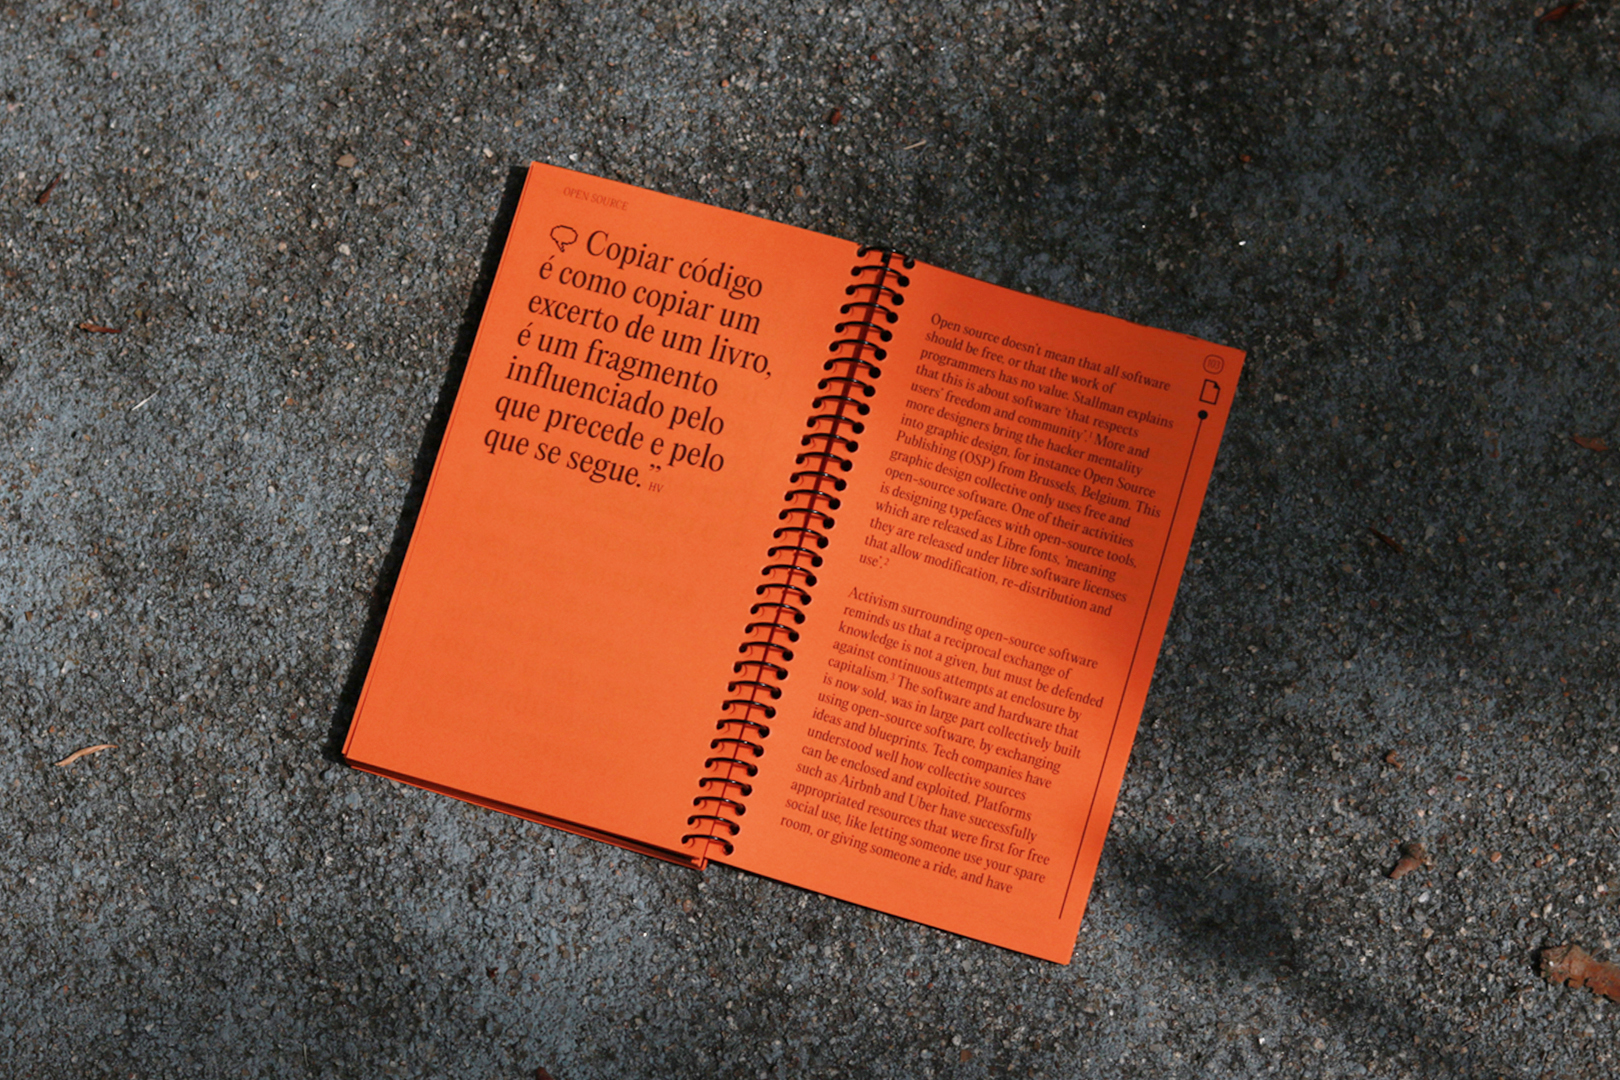 OPEN SOURCE
Copiar código
é como copiar um
excerto de um livro,
é um fragmento
influenciado pelo
que precede e pelo
que se segue.” HV
Open source doesn't mean that all software
should be free, or that the work of
programmers has no value. Stallman explains
that this is about software ‘that respects
users’ freedom and community’.¹ More and
more designers bring the hacker mentality
into graphic design, for instance Open Source
Publishing (OSP) from Brussels, Belgium. This
graphic design collective only uses free and
open-source software. One of their activities
is designing typefaces with open-source tools,
which are released as Libre fonts, ‘meaning
they are released under libre software licenses
that allow modification, re-distribution and
use’.²
Activism surrounding open-source software
reminds us that a reciprocal exchange of
knowledge is not a given, but must be defended
against continuous attempts at enclosure by
capitalism.³ The software and hardware that
is now sold, was in large part collectively built
using open-source software, by exchanging
ideas and blueprints. Tech companies have
understood well how collective sources
can be enclosed and exploited. Platforms
such as Airbnb and Uber have successfully
appropriated resources that were first for free
social use, like letting someone use your spare
room, or giving someone a ride, and have